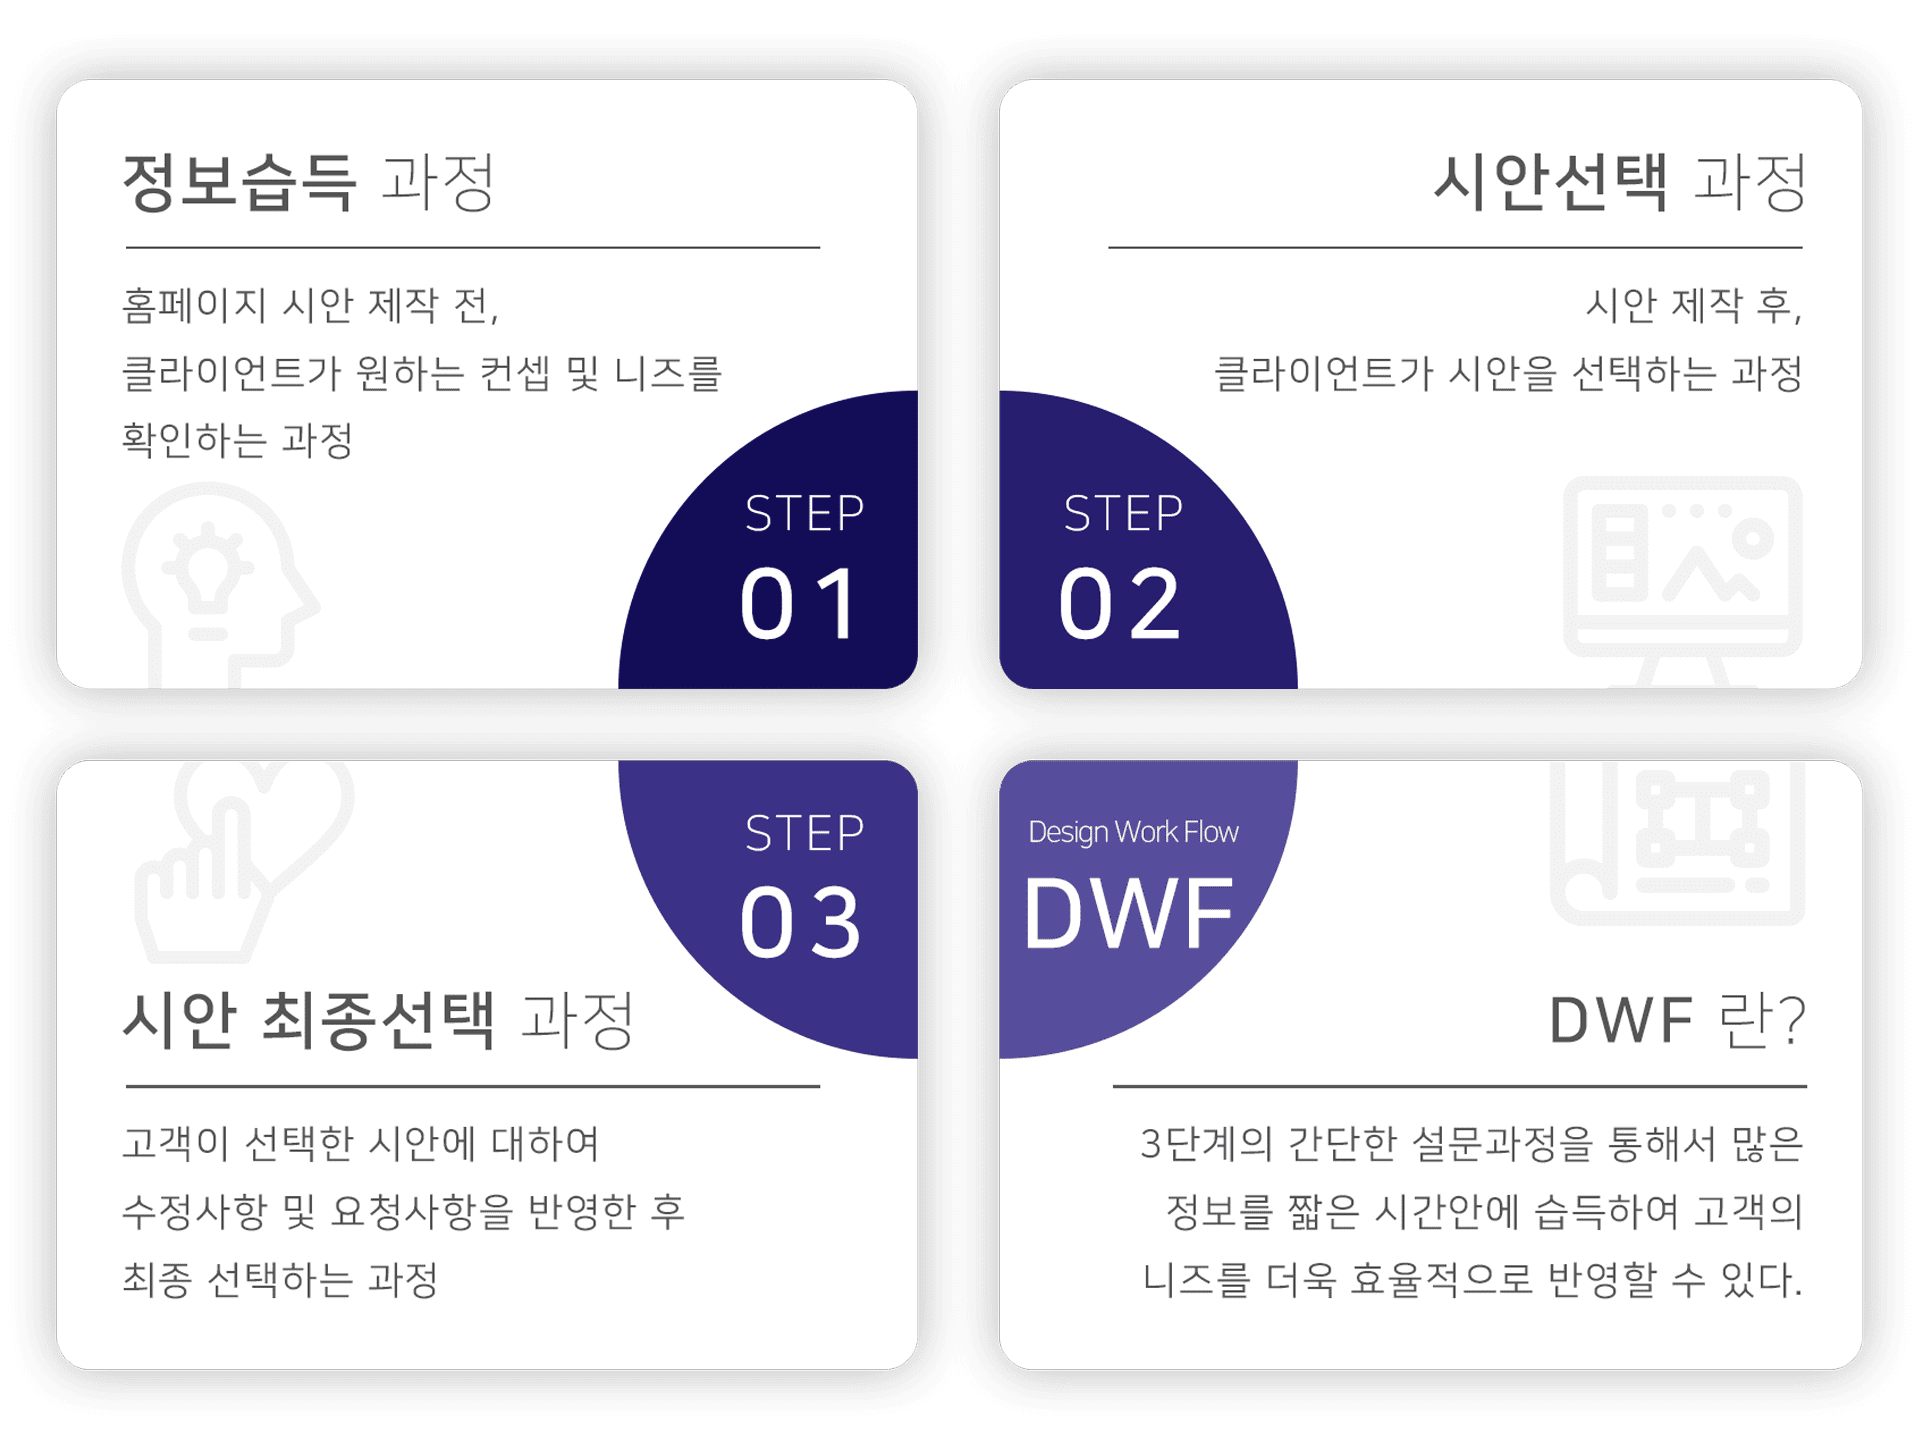 정보습득 과정
홈페이지 시안 제작 전,
클라이언트가 원하는 컨셉 및 니즈를
확인하는 과정
STEP
01
시안선택 과정
시안 제작 후,
클라이언트가 시안을 선택하는 과정
STEP
02
STEP
03
시안 최종선택 과정
고객이 선택한 시안에 대하여
수정사항 및 요청사항을 반영한 후
최종 선택하는 과정
Design Work Flow
DWF
DWF 란?
3단계의 간단한 설문과정을 통해서 많은
정보를 짧은 시간안에 습득하여 고객의
니즈를 더욱 효율적으로 반영할 수 있다.